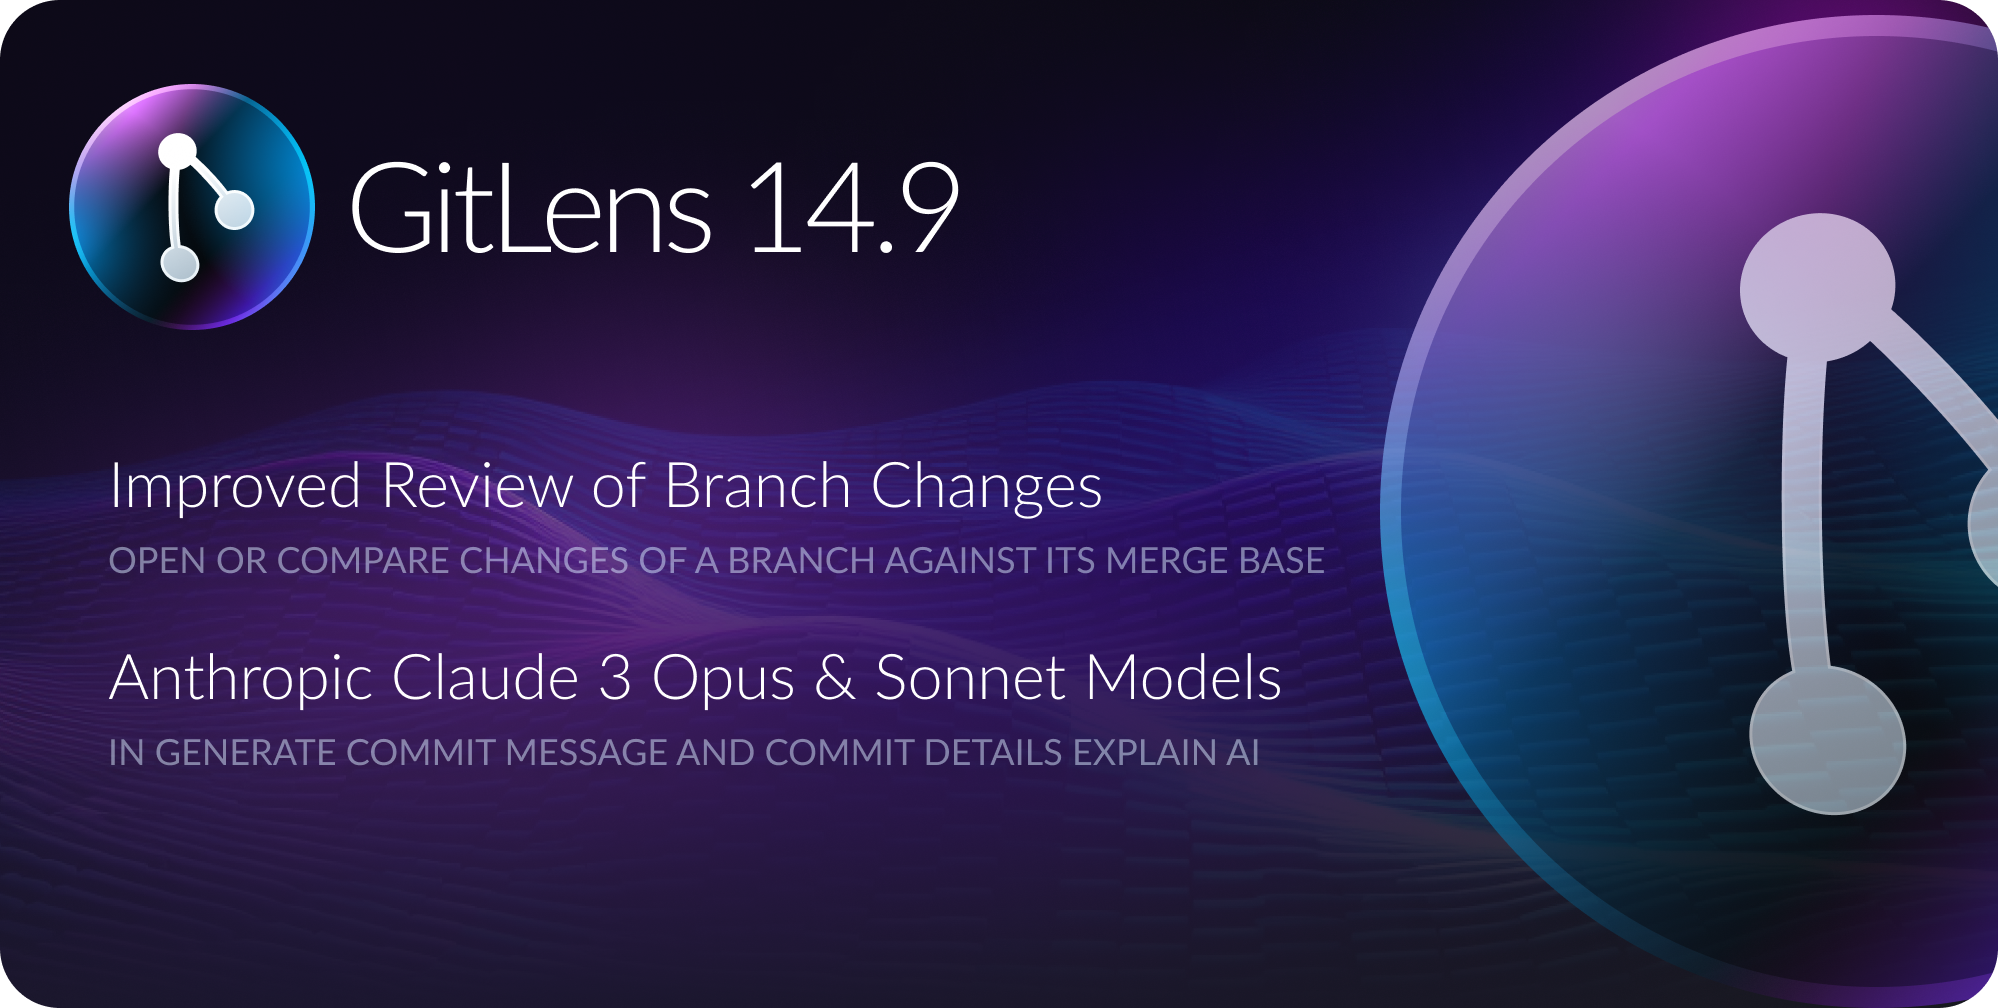 GitLens 14.9
Improved Review of Branch Changes
OPEN OR COMPARE CHANGES OF A BRANCH AGAINST ITS MERGE BASE
Anthropic Claude 3 Opus & Sonnet Models
IN GENERATE COMMIT MESSAGE AND COMMIT DETAILS EXPLAIN AI